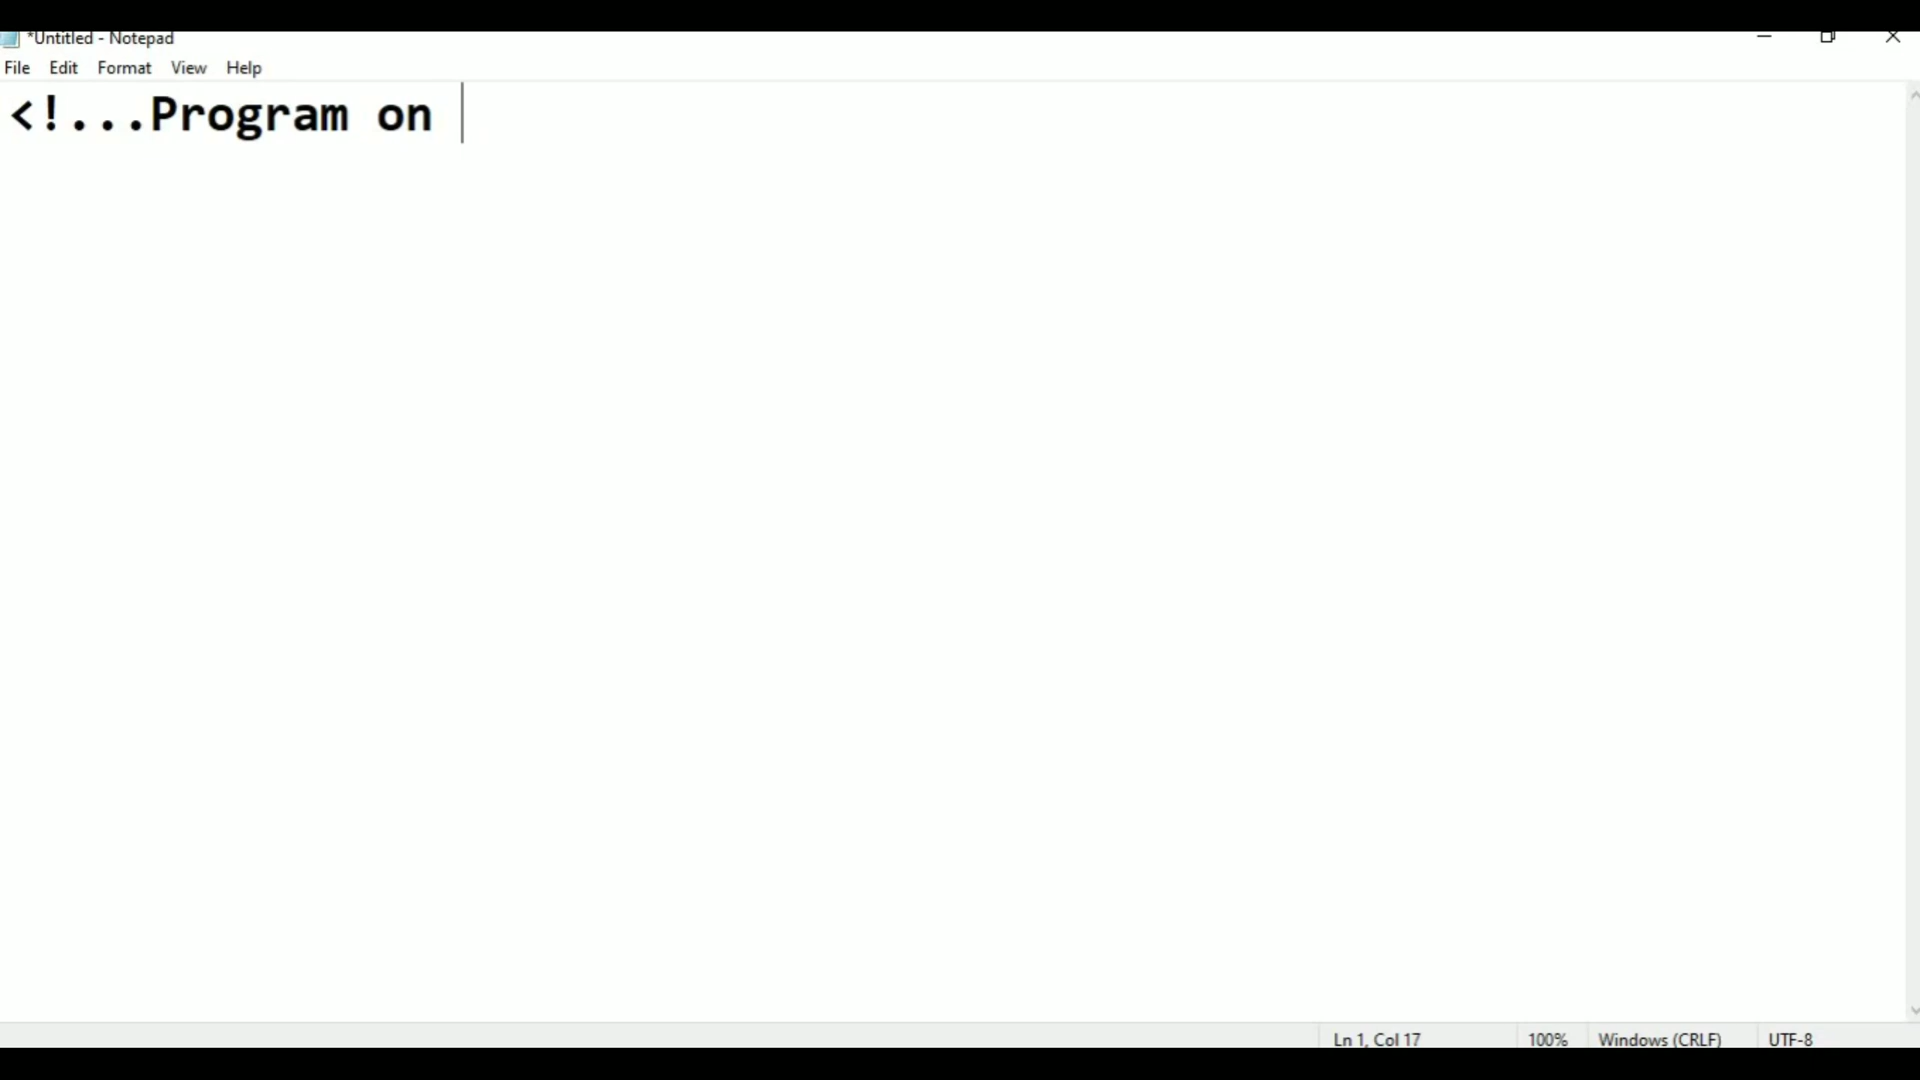 *Untitled - Notepad
File Edit Format View Help
<!...Program on
Ln 1, Col 17 100% Windows (CRLF) UTF-8